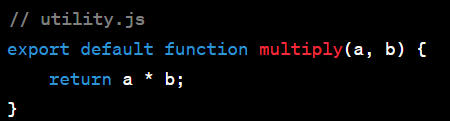 // utility.js
export default function multiply(a, b) {
    return a * b;
}